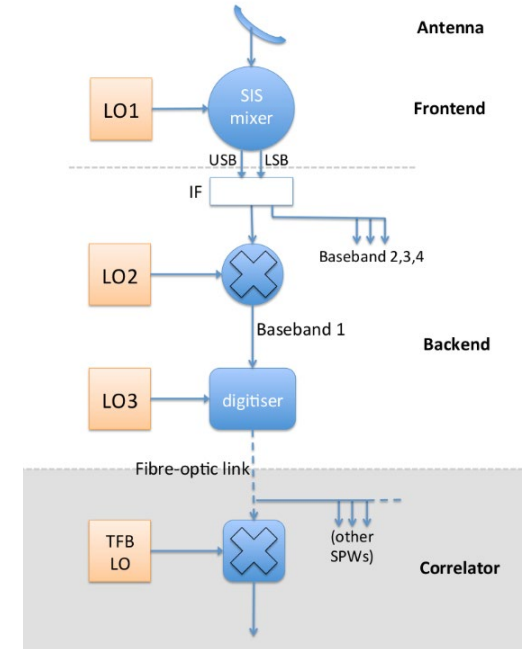 Antenna
SIS
mixer
LO1
Frontend
USB
LSB
IF
Baseband 2,3,4
LO2
Baseband 1
Backend
LO3
digitiser
Fibre-optic link
TFB
LO
(other
SPWs)
Correlator